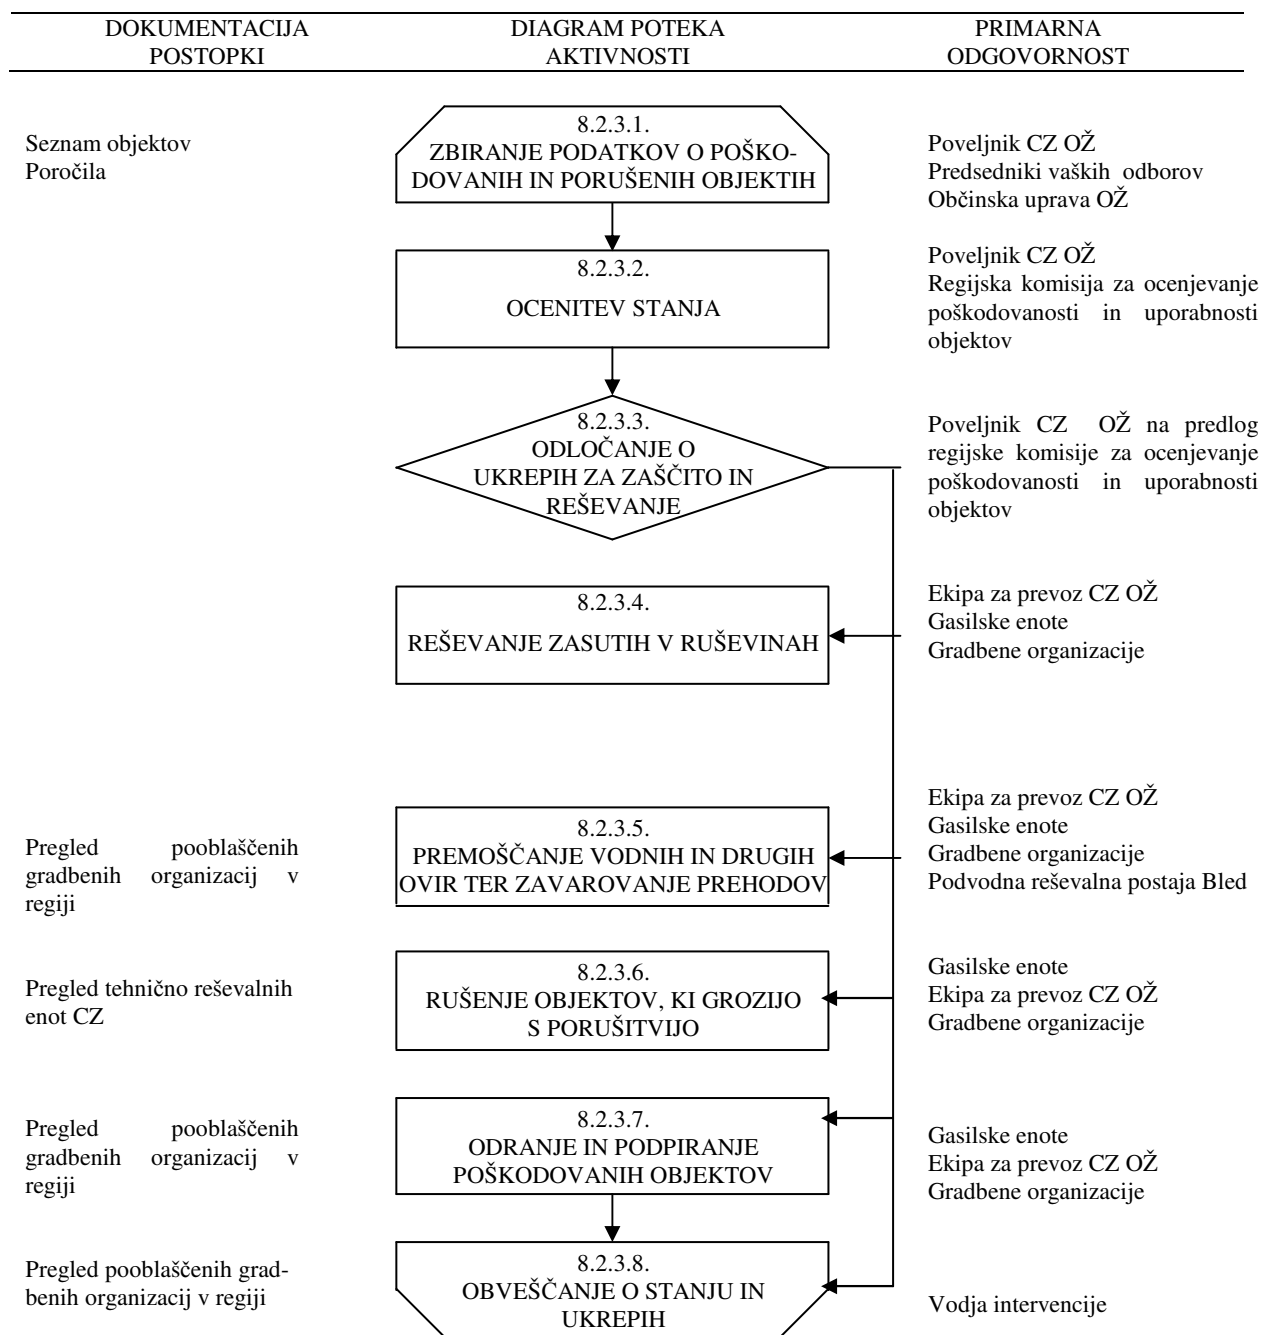 DOKUMENTACIJA
POSTOPKI
DIAGRAM POTEKA
AKTIVNOSTI
PRIMARNA
ODGOVORNOST
Seznam objektov
Poročila
8.2.3.1.
ZBIRANJE PODATKOV O POŠKO-
DOVANIH IN PORUŠENIH OBJEKTIH
Poveljnik CZ OŽ
Predsedniki vaških odborov
Občinska uprava OŽ
8.2.3.2.
OCENITEV STANJA
Poveljnik CZ OŽ
Regijska komisija za ocenjevanje
poškodovanosti in uporabnosti
objektov
8.2.3.3.
ODLOČANJE O
UKREPIH ZA ZAŠČITO IN
REŠEVANJE
Poveljnik CZ OŽ na predlog
regijske komisije za ocenjevanje
poškodovanosti in uporabnosti
objektov
8.2.3.4.
REŠEVANJE ZASUTIH V RUŠEVINAH
Ekipa za prevoz CZ OŽ
Gasilske enote
Gradbene organizacije
Pregled pooblaščenih
gradbenih organizacij v
regiji
8.2.3.5.
PREMOŠČANJE VODNIH IN DRUGIH
OVIR TER ZAVAROVANJE PREHODOV
Ekipa za prevoz CZ OŽ
Gasilske enote
Gradbene organizacije
Podvodna reševalna postaja Bled
Pregled tehnično reševalnih
enot CZ
8.2.3.6.
RUŠENJE OBJEKTOV, KI GROZIJO
S PORUŠITVIJO
Gasilske enote
Ekipa za prevoz CZ OŽ
Gradbene organizacije
Pregled pooblaščenih
gradbenih organizacij v
regiji
8.2.3.7.
ODRANJE IN PODPIRANJE
POŠKODOVANIH OBJEKTOV
Gasilske enote
Ekipa za prevoz CZ OŽ
Gradbene organizacije
Pregled pooblaščenih grad-
benih organizacij v regiji
8.2.3.8.
OBVEŠČANJE O STANJU IN
UKREPIH
Vodja intervencije